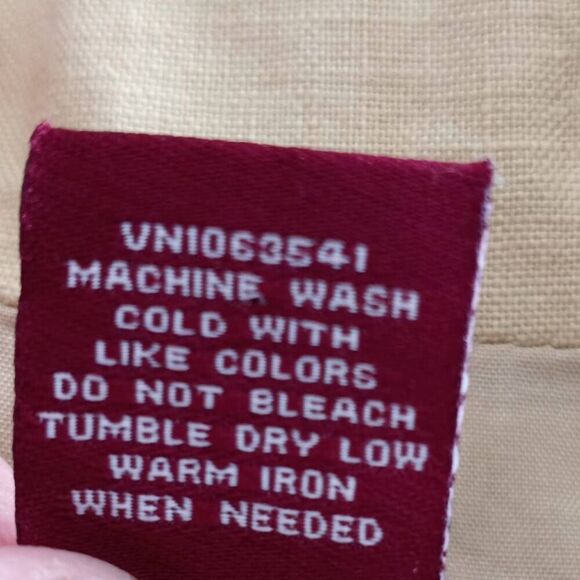 VN1063541
MACHINE WASH
COLD WITH
LIKE COLORS
DO NOT BLEACH
TUMBLE DRY LOW
WARM IRON
WHEN NEEDED